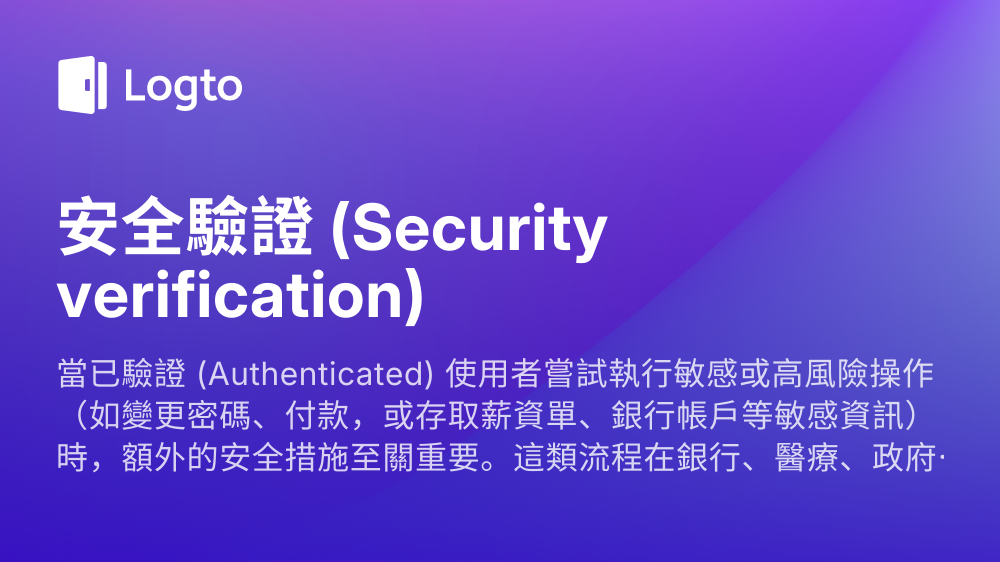 Logto
安全驗證 (Security
verification)
當已驗證 (Authenticated) 使用者嘗試執行敏感或高風險操作
（如變更密碼、付款，或存取薪資單、銀行帳戶等敏感資訊）
時，額外的安全措施至關重要。這類流程在銀行、醫療、政府·